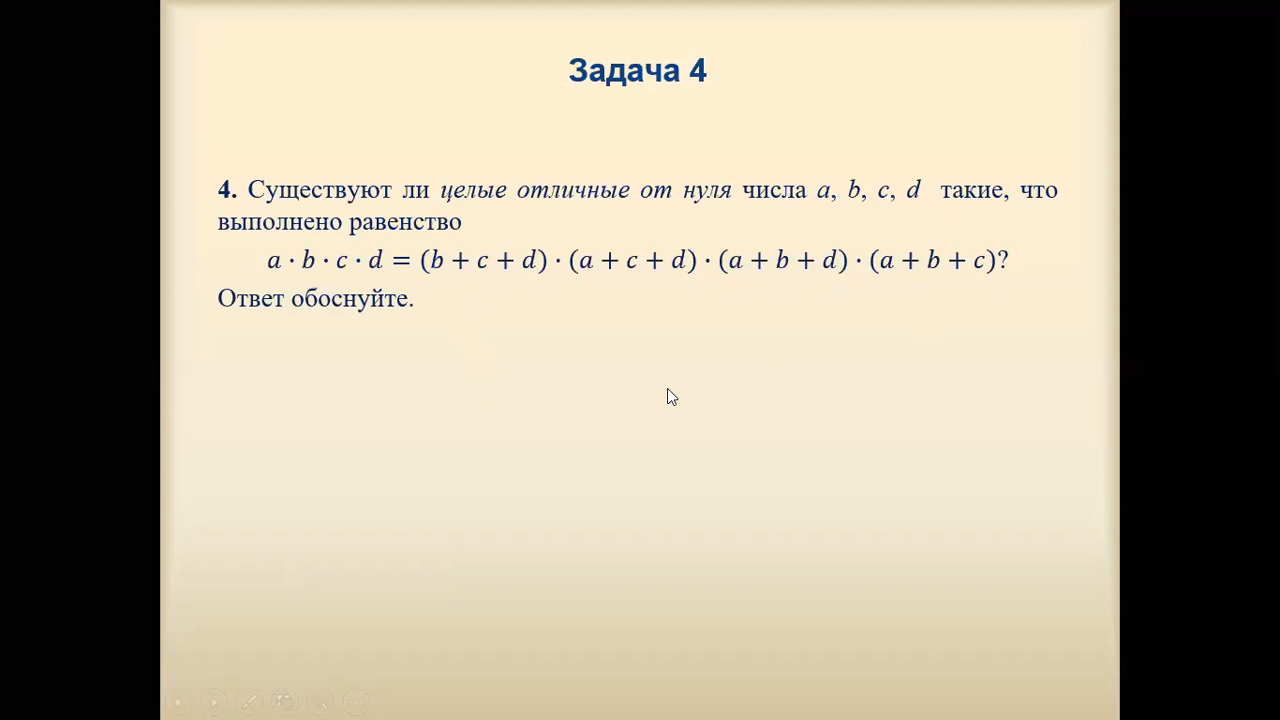 Задача 4
4. Существуют ли целые отличные от нуля числа a, b, c, d такие, что
выполнено равенство
a · b · c · d = (b + c + d) · (a + c + d) · (a + b + d) · (a + b + c)?
Ответ обоснуйте.